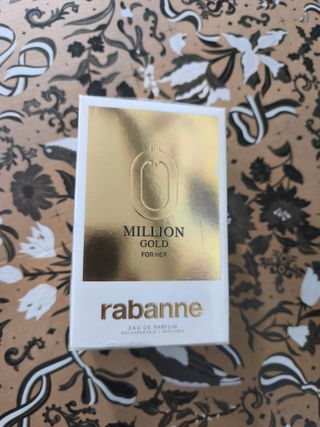 MILLION
GOLD
FOR HER
rabanne
EAU DE PARFUM
RECHARGEABLE • REFILLABLE